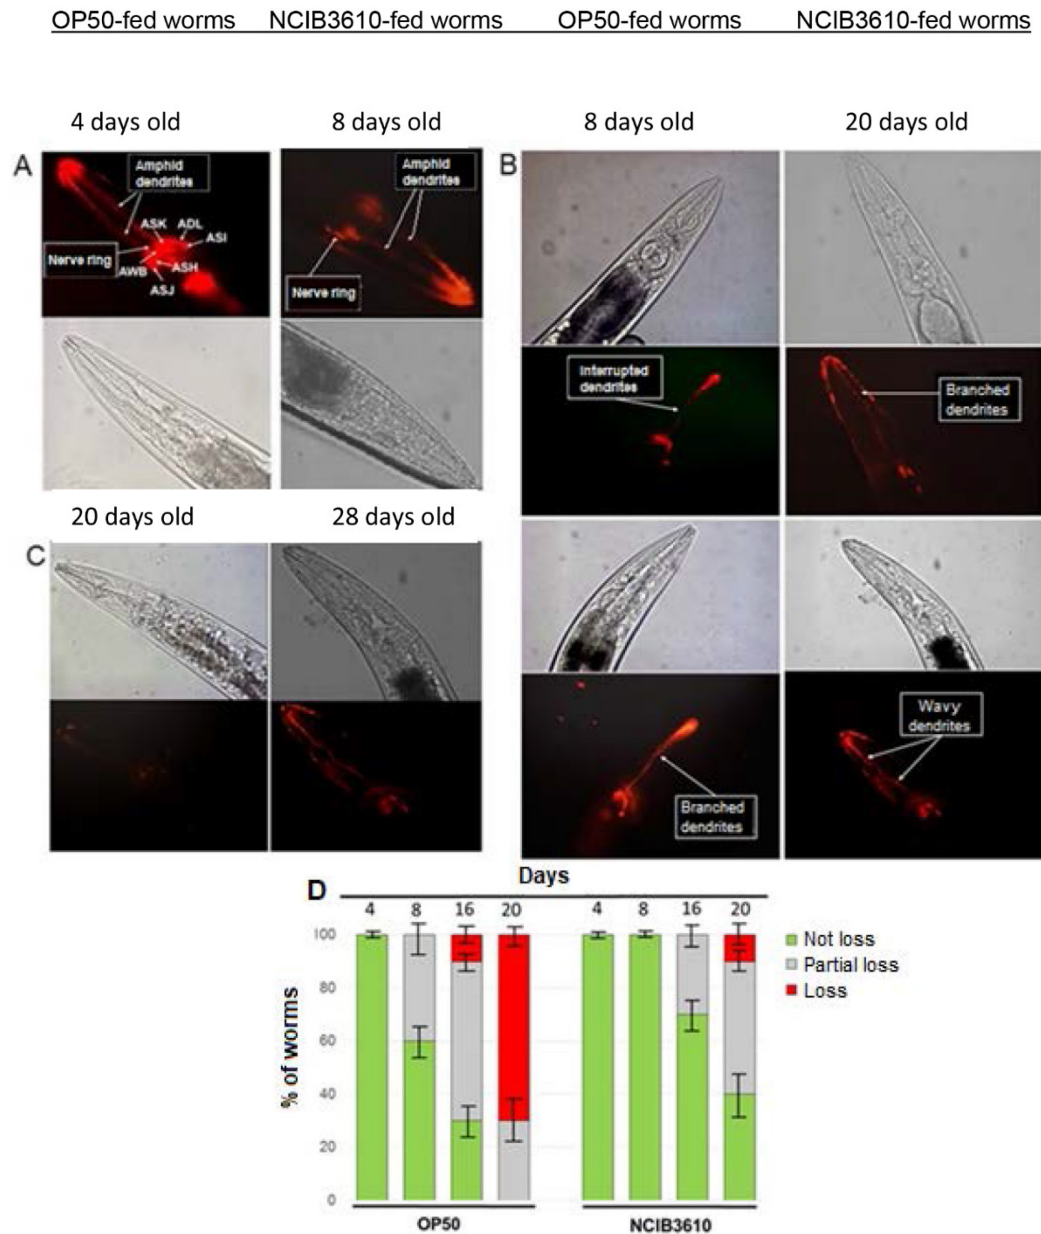 OP50-fed worms NCIB3610-fed worms OP50-fed worms NCIB3610-fed worms
4 days old 8 days old 8 days old 20 days old
A
Amphid
dendrites
ASK ADL
ASI
Nerve ring
AWB ASH
ASJ
Amphid
dendrites
Nerve ring
B
Interrupted
dendrites
Branched
dendrites
20 days old 28 days old
C
Branched
dendrites
Wavy
dendrites
D
Days
4 8 16 20 4 8 16 20
100
80
60
40
20
0
% of worms
OP50 NCIB3610
Not loss
Partial loss
Loss